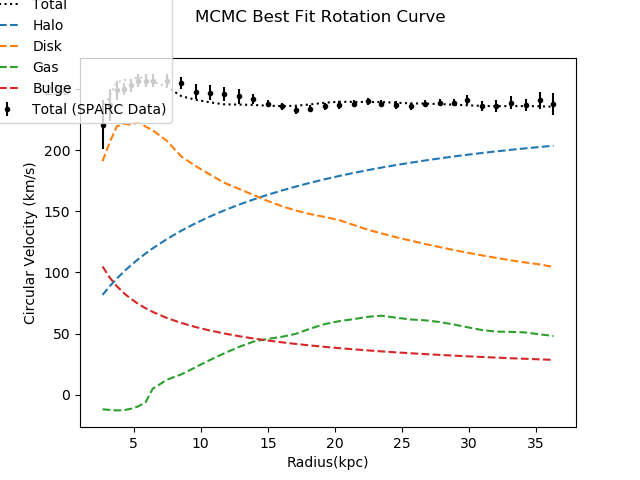 MCMC Best Fit Rotation Curve
Total
Halo
Disk
Gas
Bulge
Total (SPARC Data)
200
150
100
50
0
5
10
15
20
25
30
35
Circular Velocity (km/s)
Radius(kpc)